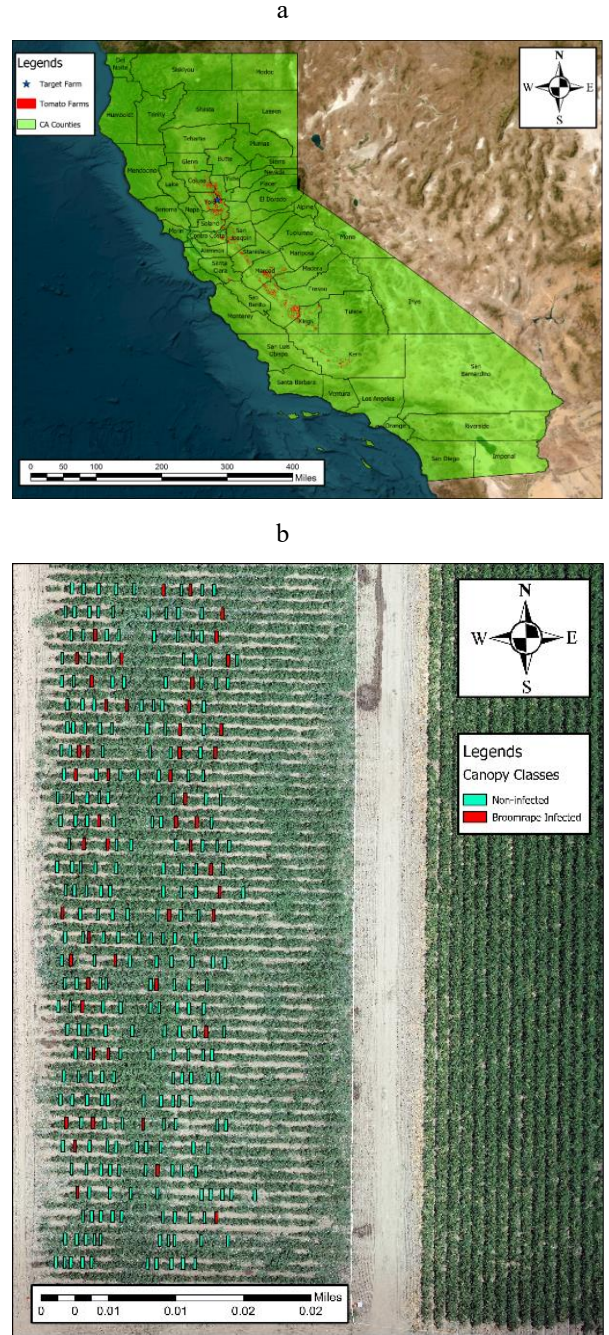 a
Legends
Target Farm
Tomato Farms
CA Counties
N
W E
S
Del
Norte
Siskiyou
Modoc
Humboldt
Trinity
Shasta
Lassen
Tehama
Plumas
Mendocino
Glenn
Butte
Sierra
Nevada
Lake
Colusa
Placer
Yolo
El Dorado
Sonoma
Napa
Alpine
Solano
Contra Costa
San
Joaquin
Tuolumne
Mono
Alameda
Stanislaus
Mariposa
Santa
Clara
Merced
Madera
Fresno
San
Benito
Inyo
Monterey
Kings
Tulare
San Luis
Obispo
Kern
San
Bernardino
Santa Barbara
Ventura
Los Angeles
Orange
Riverside
San Diego
Imperial
0 50 100 200 300 400
Miles
b
N
W E
S
Legends
Canopy Classes
Non-infected
Broomrape Infected
Miles
0 0 0.01 0.01 0.02 0.02